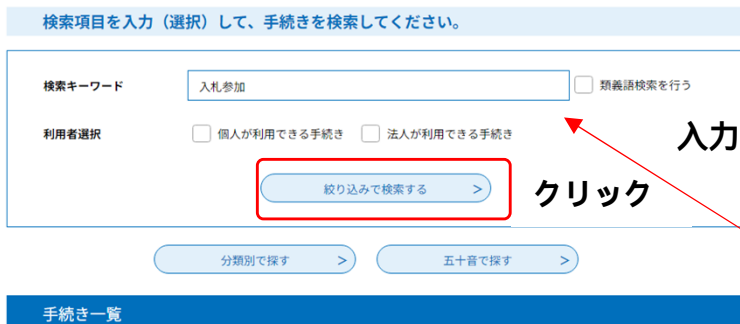 検索項目を入力（選択）して、手続きを検索してください。
検索キーワード 入札参加 類義語検索を行う
利用者選択 個人が利用できる手続き 法人が利用できる手続き
入力
絞り込みで検索する >
クリック
分類別で探す > 五十音で探す >
手続き一覧